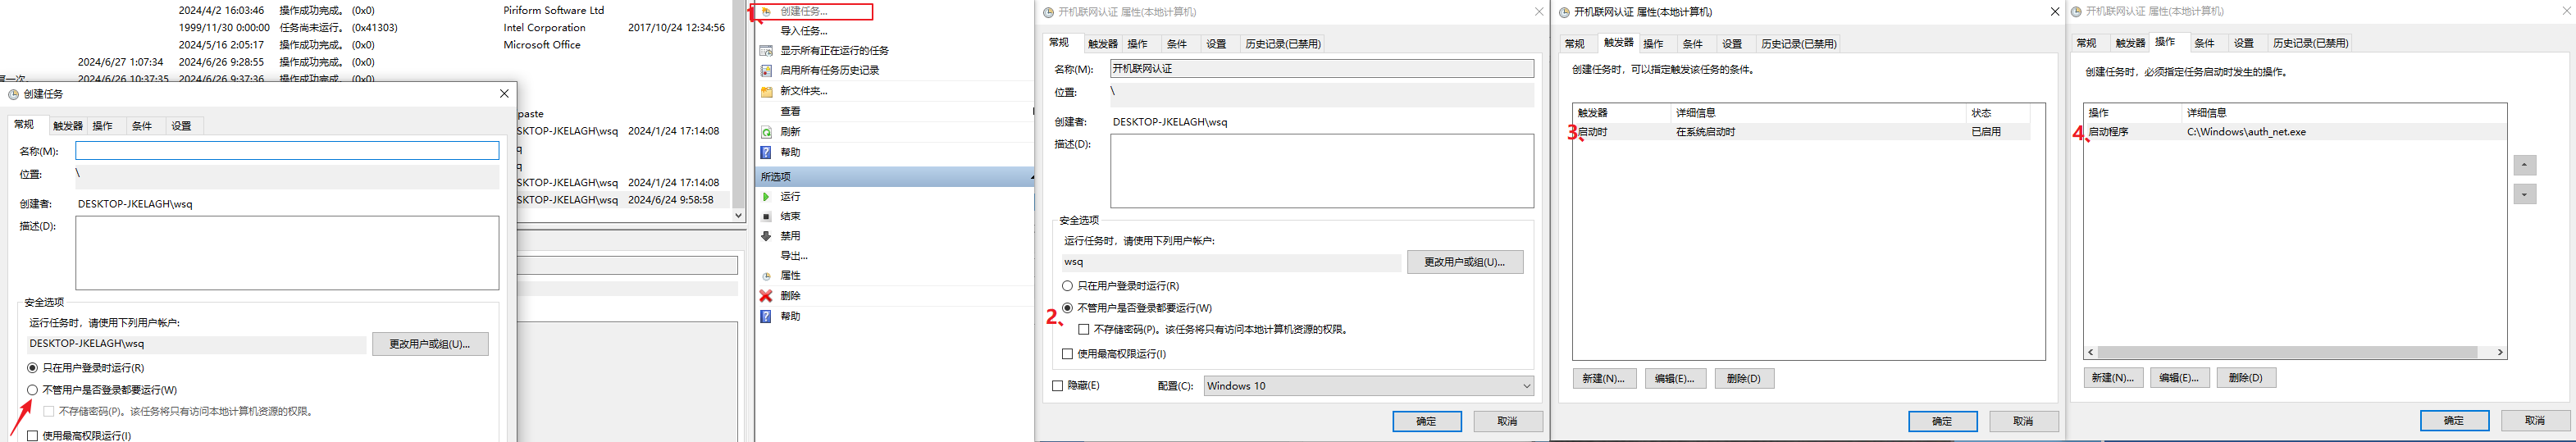 2024/4/2 16:03:46 操作成功完成。 (0x0) Piriform Software Ltd
1999/11/30 0:00:00 任务尚未运行。 (0x41303) Intel Corporation 2017/10/24 12:34:56
2024/5/16 2:05:17 操作成功完成。 (0x0) Microsoft Office
2024/6/27 1:07:34 2024/6/26 9:28:55 操作成功完成。 (0x0)
一次。 2024/6/26 10:37:35 2024/6/26 9:37:36 操作成功完成。 (0x0)
paste
SKTOP-JKELAGH\wsq 2024/1/24 17:14:08
q
q
SKTOP-JKELAGH\wsq 2024/1/24 17:14:08
SKTOP-JKELAGH\wsq 2024/6/24 9:58:58
创建任务
常规 触发器 操作 条件 设置
名称(M):
位置: \
创建者: DESKTOP-JKELAGH\wsq
描述(D):
安全选项
运行任务时，请使用下列用户帐户:
DESKTOP-JKELAGH\wsq 更改用户或组(U)...
只在用户登录时运行(R)
不管用户是否登录都要运行(W)
不存储密码(P)。该任务将只有访问本地计算机资源的权限。
使用最高权限运行(I)
1、 创建任务...
导入任务...
显示所有正在运行的任务
启用所有任务历史记录
新文件夹...
查看
刷新
帮助
所选项
运行
结束
禁用
导出...
属性
删除
帮助
开机联网认证 属性(本地计算机)
常规 触发器 操作 条件 设置 历史记录(已禁用)
名称(M): 开机联网认证
位置: \
创建者: DESKTOP-JKELAGH\wsq
描述(D):
安全选项
运行任务时，请使用下列用户帐户:
wsq 更改用户或组(U)...
只在用户登录时运行(R)
2、 不管用户是否登录都要运行(W)
不存储密码(P)。该任务将只有访问本地计算机资源的权限。
使用最高权限运行(I)
隐藏(E) 配置(C): Windows 10
确定 取消
开机联网认证 属性(本地计算机)
常规 触发器 操作 条件 设置 历史记录(已禁用)
创建任务时，可以指定触发该任务的条件。
触发器 详细信息 状态
3、 启动时 在系统启动时 已启用
新建(N)... 编辑(E)... 删除(D)
确定 取消
开机联网认证 属性(本地计算机)
常规 触发器 操作 条件 设置 历史记录(已禁用)
创建任务时，必须指定任务启动时发生的操作。
操作 详细信息
4、 启动程序 C:\Windows\auth_net.exe
新建(N)... 编辑(E)... 删除(D)
确定 取消